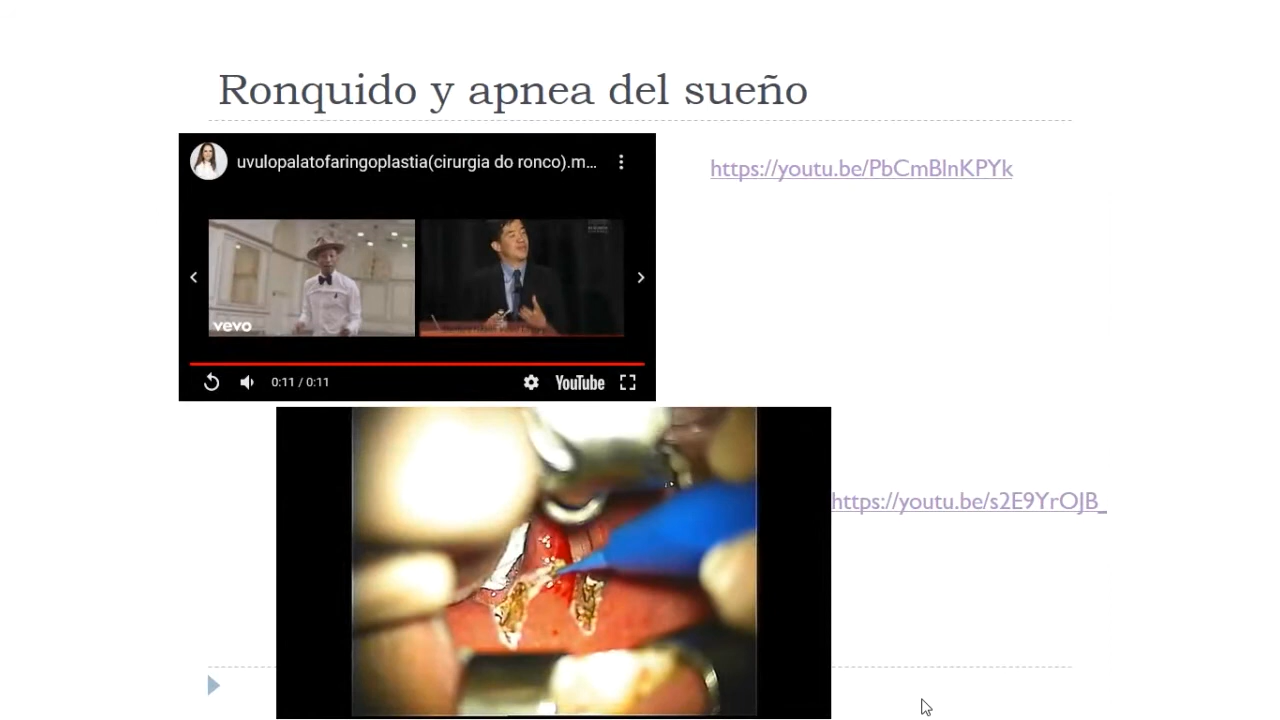 Ronquido y apnea del sueño
uvulopalatofaringoplastia(cirurgia do ronco).m...
https://youtu.be/PbCmBlnKPYk
vevo
0:11 / 0:11
YouTube
https://youtu.be/s2E9YrOJB_